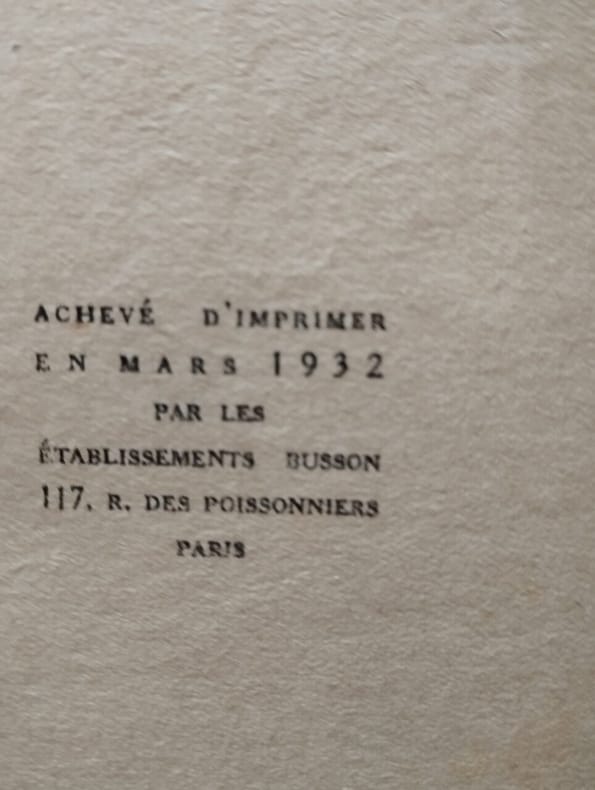 ACHEVÉ D'IMPRIMER
EN MARS 1932
PAR LES
ÉTABLISSEMENTS BUSSON
117, R. DES POISSONNIERS
PARIS